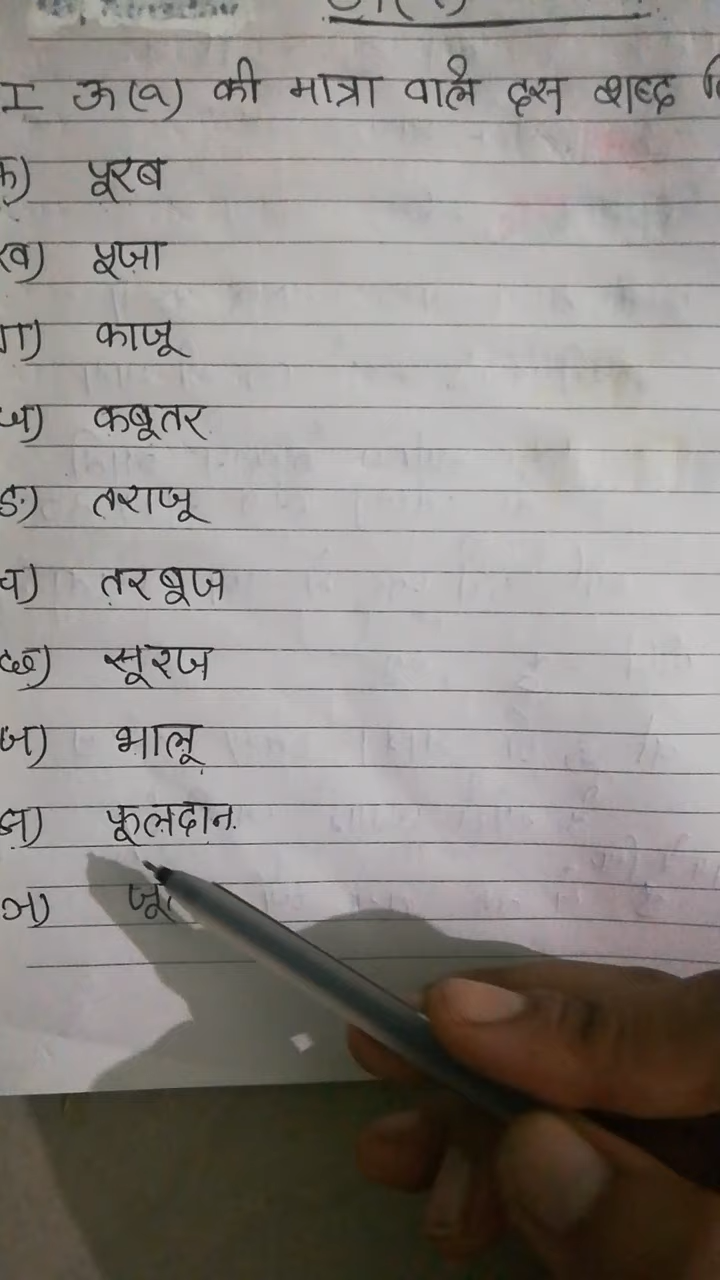 I ऊ(ू) की मात्रा वाले दस शब्द
क) पूरब
ख) पूजा
ग) काजू
घ) कबूतर
ङ) तराजू
च) तरबूज
छ) सूरज
ज) भालू
झ) फूलदान
ञ)